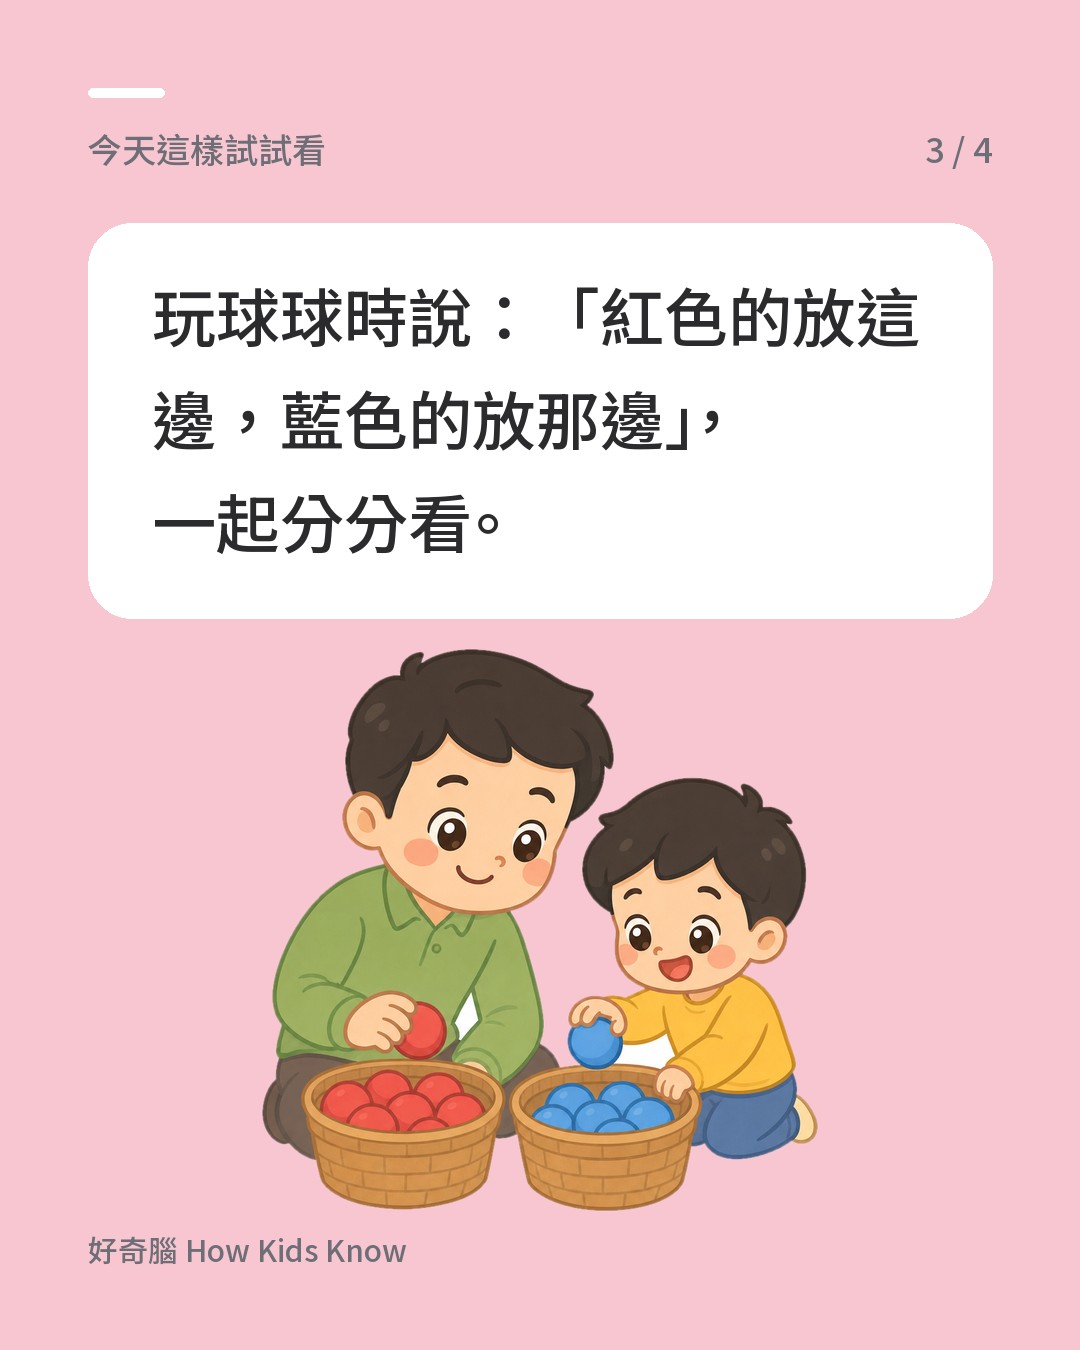 今天這樣試試看
3 / 4
玩球球時說：「紅色的放這
邊，藍色的放那邊」，
一起分分看。
好奇腦 How Kids Know